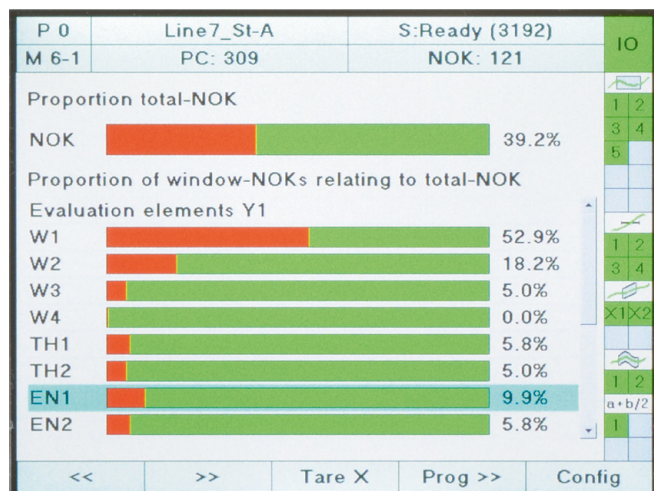 P 0 Line7_St-A S:Ready (3192) IO
M 6-1 PC: 309 NOK: 121
Proportion total-NOK
NOK 39.2%
Proportion of window-NOKs relating to total-NOK
Evaluation elements Y1
W1 52.9%
W2 18.2%
W3 5.0%
W4 0.0%
TH1 5.8%
TH2 5.0%
EN1 9.9%
EN2 5.8%
1 2
3 4
5
1 2
3 4
X1 X2
1 2
a+b/2
1
<< >> Tare X Prog >> Config